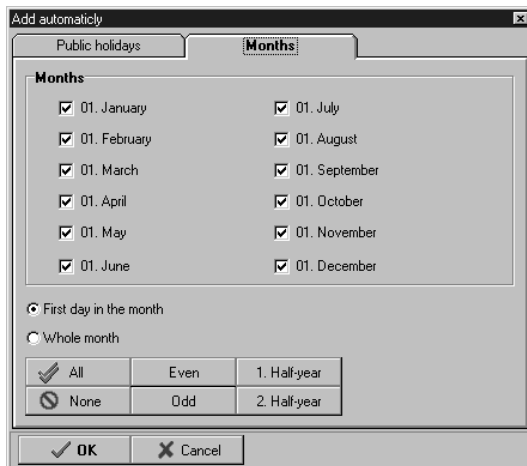 Add automaticly
Public holidays Months
Months
01. January 01. July
01. February 01. August
01. March 01. September
01. April 01. October
01. May 01. November
01. June 01. December
First day in the month
Whole month
All Even 1. Half-year
None Odd 2. Half-year
OK Cancel